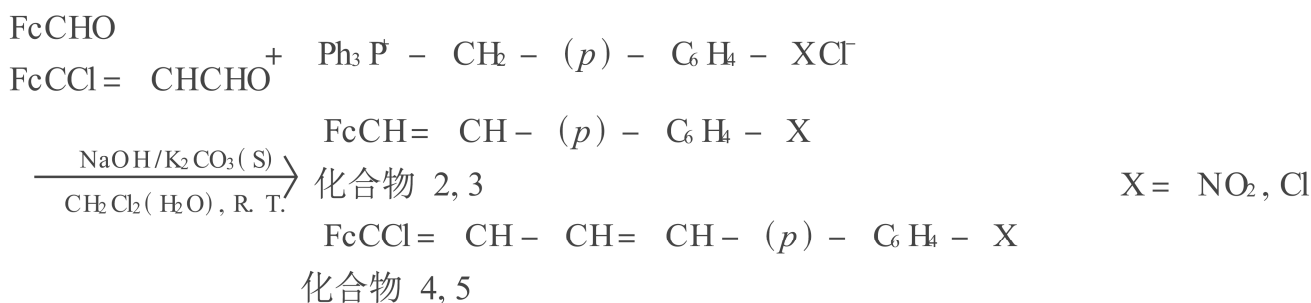 FcCHO
FcCCl= CHCHO + Ph₃P⁺ - CH₂ - (p) - C₆H₄ - XCl⁻
FcCH= CH- (p) - C₆H₄ - X
NaOH/K₂CO₃(S)
CH₂Cl₂(H₂O), R. T.
化合物 2, 3 X= NO₂, Cl
FcCCl= CH- CH= CH- (p) - C₆H₄ - X
化合物 4, 5